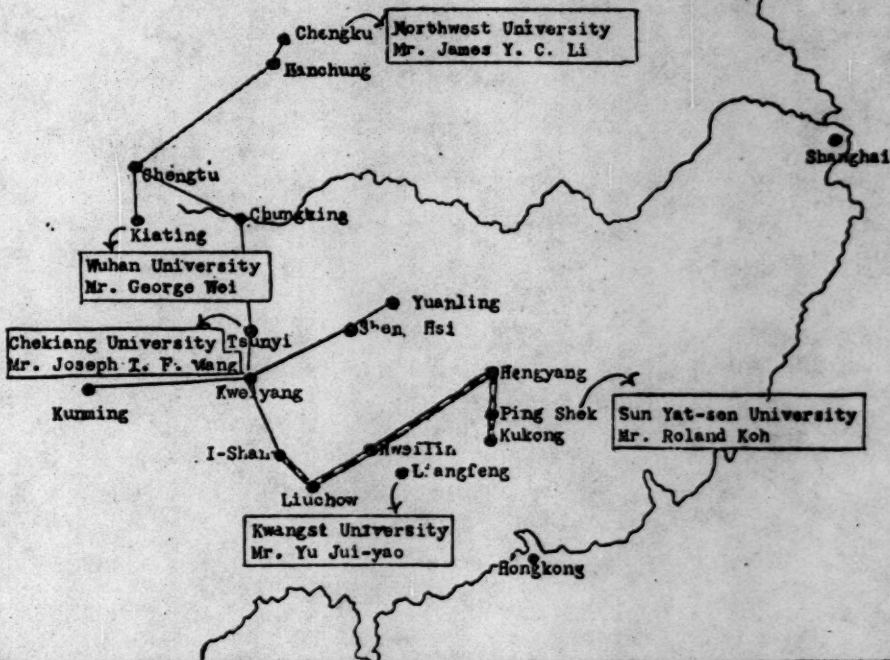 Chengku
Northwest University
Mr. James Y. C. Li
Hanchung
Shanghai
Chengtu
Chungking
Kiating
Wuhan University
Mr. George Wei
Yuanling
Shen Hsi
Tsunyi
Chekiang University
Mr. Joseph T. F. Wang
Kweiyang
Kunming
Hengyang
Ping Shek
Kukong
Sun Yat-sen University
Mr. Roland Koh
I-Shan
Kweilin
Liangfeng
Liuchow
Kwangsi University
Mr. Yu Jui-yao
Hongkong